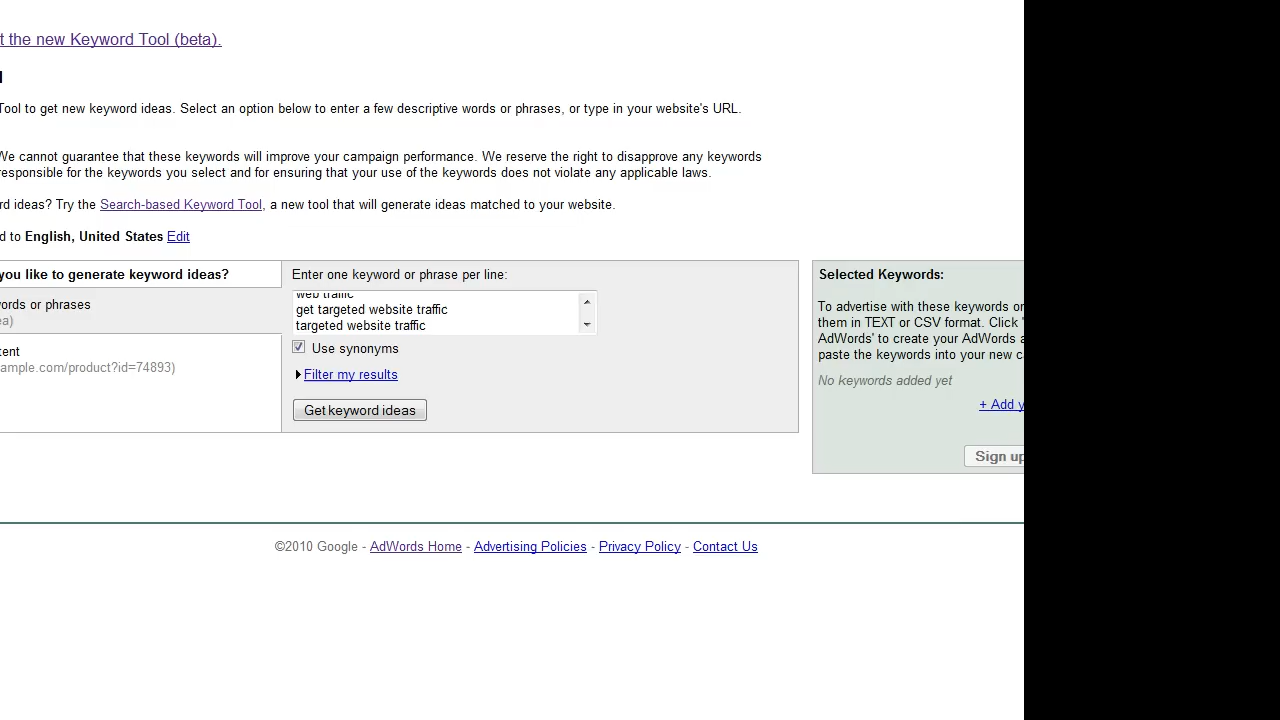 t the new Keyword Tool (beta).
Tool to get new keyword ideas. Select an option below to enter a few descriptive words or phrases, or type in your website's URL.
We cannot guarantee that these keywords will improve your campaign performance. We reserve the right to disapprove any keywords
responsible for the keywords you select and for ensuring that your use of the keywords does not violate any applicable laws.
rd ideas? Try the Search-based Keyword Tool, a new tool that will generate ideas matched to your website.
d to English, United States Edit
you like to generate keyword ideas?
ords or phrases
ea)
tent
ample.com/product?id=74893)
Enter one keyword or phrase per line:
web traffic
get targeted website traffic
targeted website traffic
Use synonyms
Filter my results
Get keyword ideas
Selected Keywords:
To advertise with these keywords or
them in TEXT or CSV format. Click '
AdWords' to create your AdWords a
paste the keywords into your new ca
No keywords added yet
+ Add y
Sign up
©2010 Google - AdWords Home - Advertising Policies - Privacy Policy - Contact Us